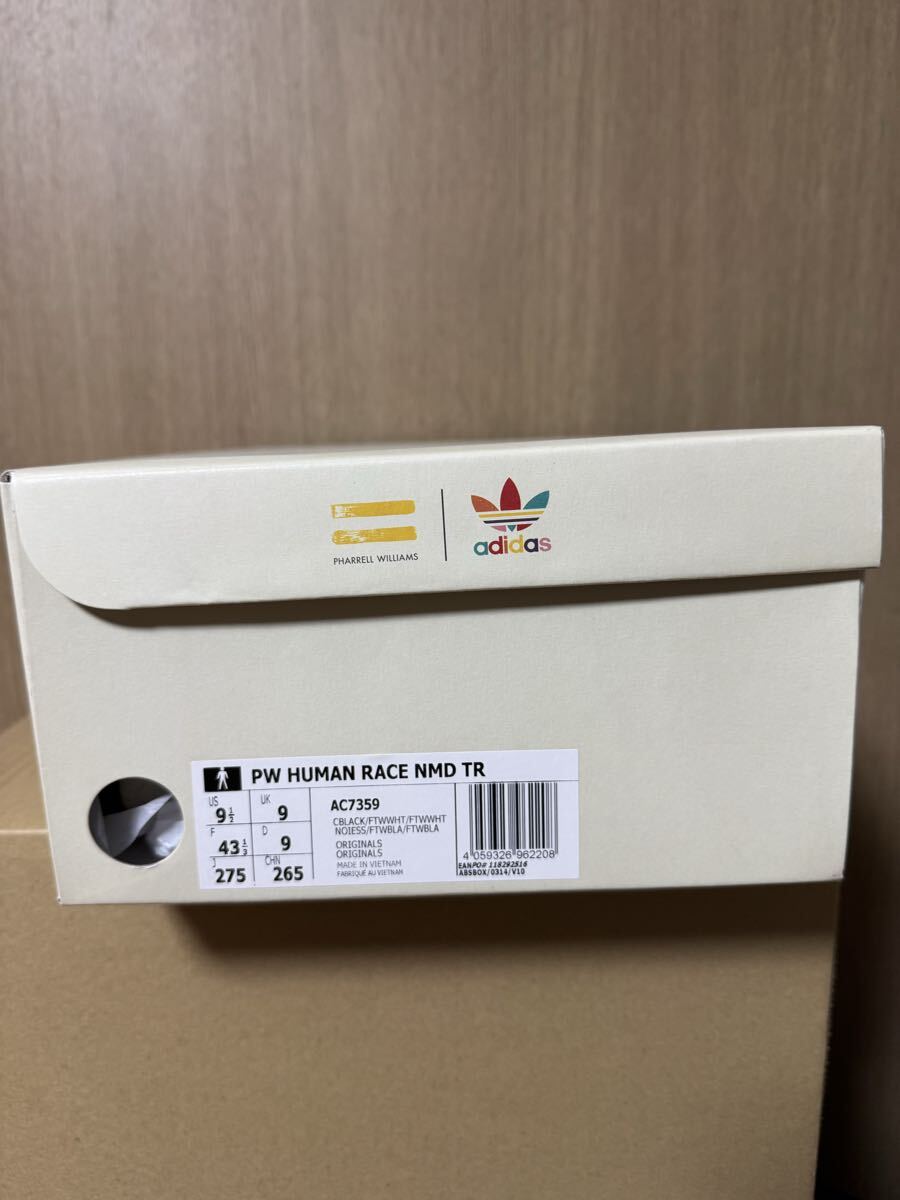 PHARRELL WILLIAMS
adidas
PW HUMAN RACE NMD TR
US
9½
UK
9
F
43⅓
D
9
J
275
CHN
265
AC7359
CBLACK/FTWWHT/FTWWHT
NOIESS/FTWBLA/FTWBLA
ORIGINALS
ORIGINALS
MADE IN VIETNAM
FABRIQUÉ AU VIETNAM
4 059326 962208
EAN PO# 118292516
ABSBOX/0314/V10